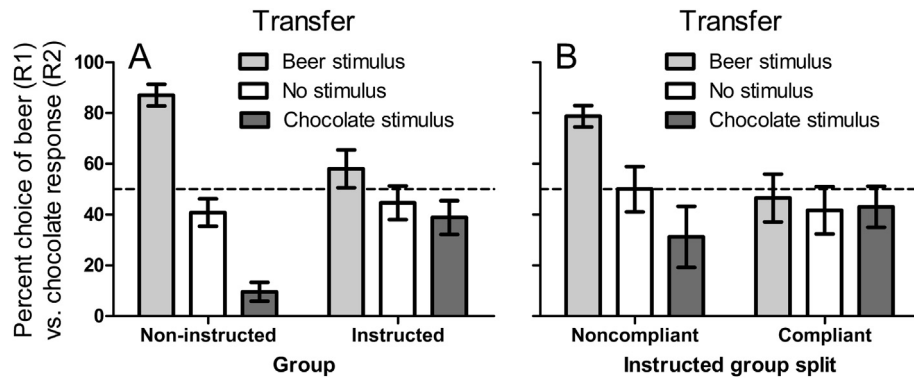 Transfer
A
Beer stimulus
No stimulus
Chocolate stimulus
Percent choice of beer (R1)
vs. chocolate response (R2)
100
80
60
40
20
0
Non-instructed
Instructed
Group
Transfer
B
Beer stimulus
No stimulus
Chocolate stimulus
Noncompliant
Compliant
Instructed group split